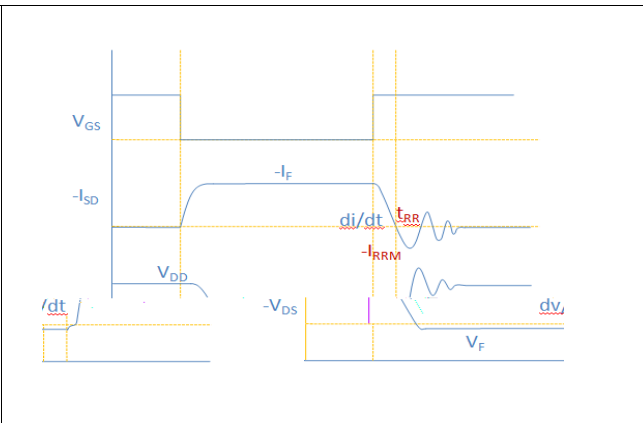 VGS
-IF
-ISD
di/dt
tRR
-IRRM
VDD
/dt
-VDS
dv/
VF